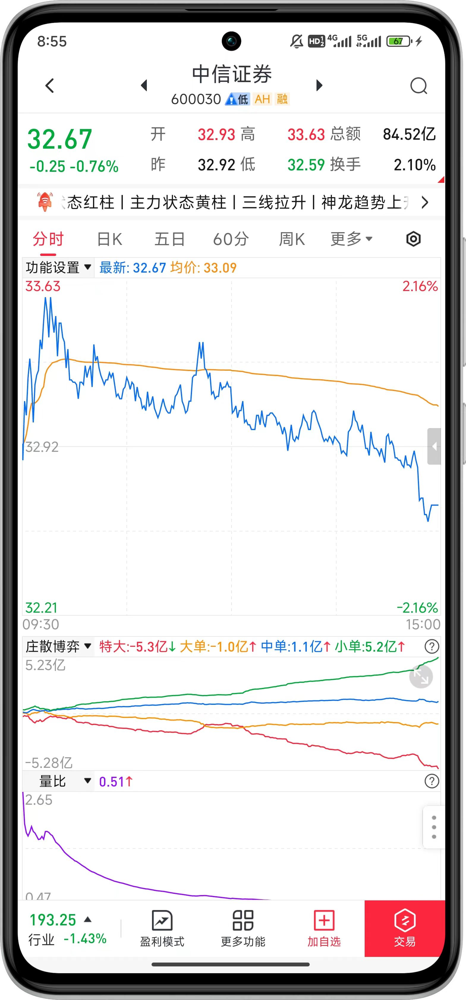 8:55 HD 1 2 4G 5G 67
中信证券
600030 低 AH 融
32.67 开 32.93 高 33.63 总额 84.52亿
-0.25 -0.76% 昨 32.92 低 32.59 换手 2.10%
态红柱 | 主力状态黄柱 | 三线拉升 | 神龙趋势上
分时 日K 五日 60分 周K 更多
功能设置 最新: 32.67 均价: 33.09
33.63 2.16%
32.92
32.21 -2.16%
09:30 15:00
庄散博弈 特大:-5.3亿↓ 大单:-1.0亿↑ 中单:1.1亿↑ 小单:5.2亿↑ ?
5.23亿
-5.28亿
量比 0.51↑ ?
2.65
0.47
193.25
行业 -1.43%
盈利模式 更多功能 加自选 交易